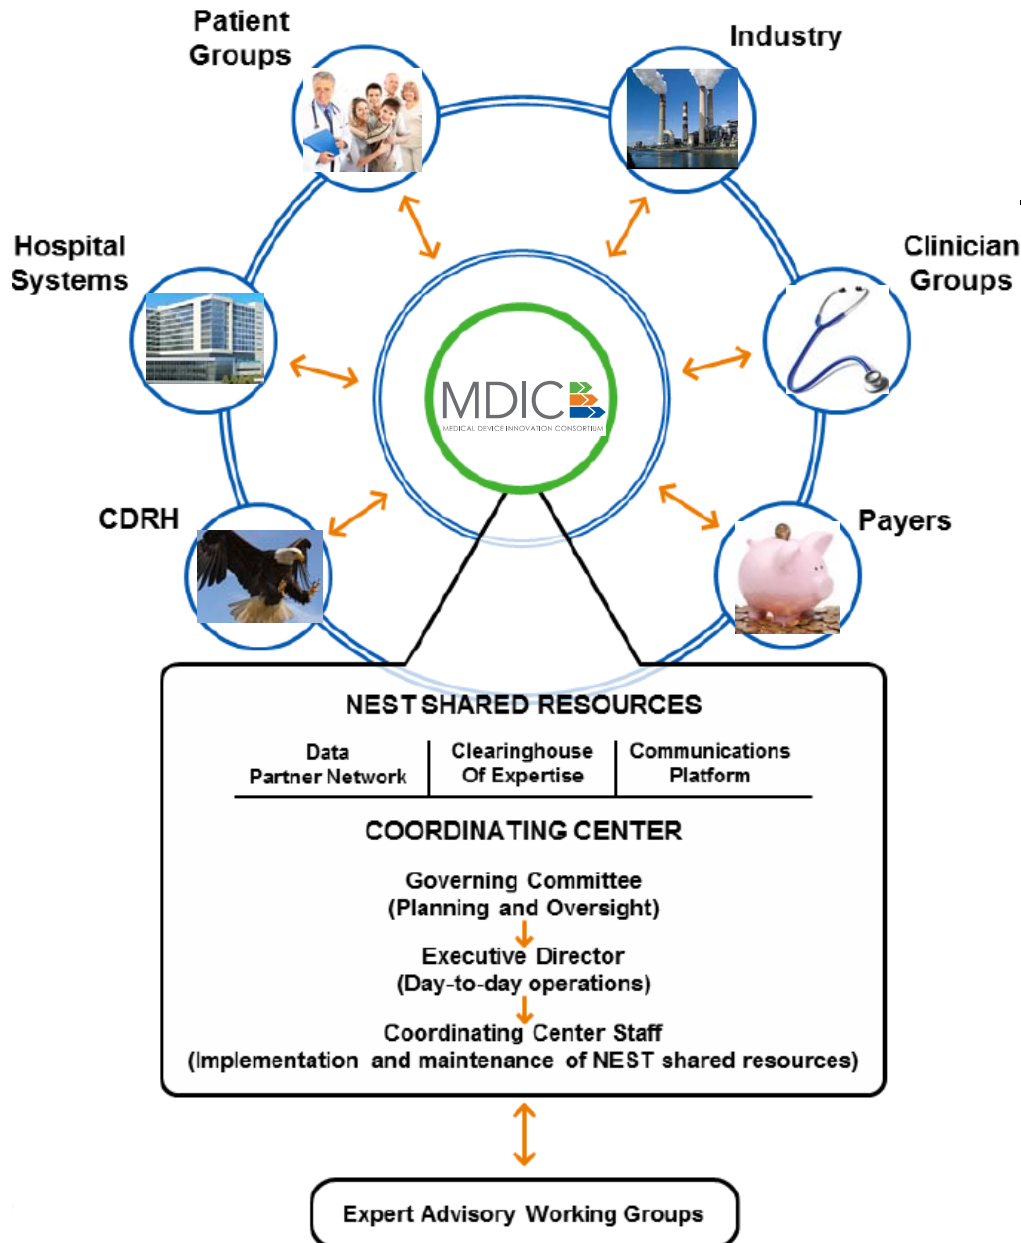 Patient
Groups
Industry
Hospital
Systems
Clinician
Groups
MDIC
MEDICAL DEVICE INNOVATION CONSORTIUM
CDRH
Payers
NEST SHARED RESOURCES
Data
Partner Network
Clearinghouse
Of Expertise
Communications
Platform
COORDINATING CENTER
Governing Committee
(Planning and Oversight)
Executive Director
(Day-to-day operations)
Coordinating Center Staff
(Implementation and maintenance of NEST shared resources)
Expert Advisory Working Groups